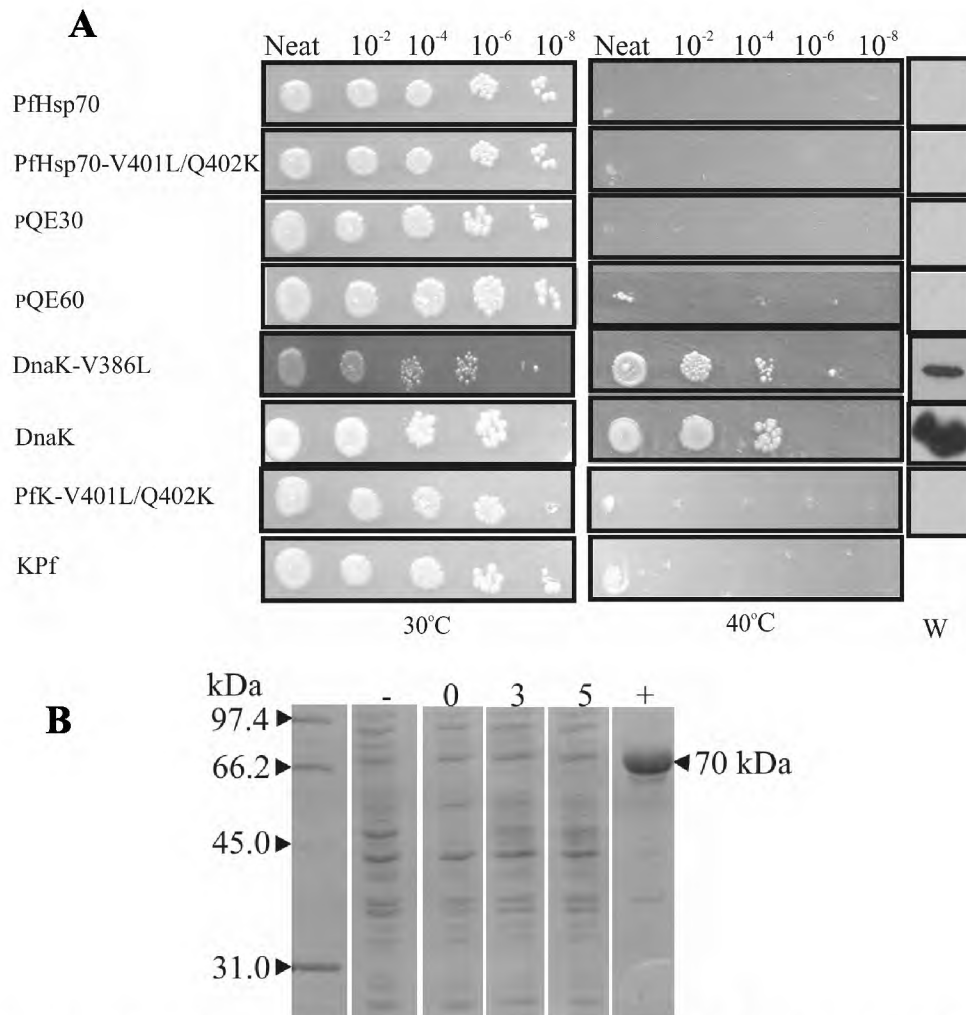 A
Neat 10⁻² 10⁻⁴ 10⁻⁶ 10⁻⁸ Neat 10⁻² 10⁻⁴ 10⁻⁶ 10⁻⁸
PfHsp70
PfHsp70-V401L/Q402K
PQE30
PQE60
DnaK-V386L
DnaK
PfK-V401L/Q402K
KPf
30°C 40°C W
B
kDa - 0 3 5 +
97.4
66.2 70 kDa
45.0
31.0